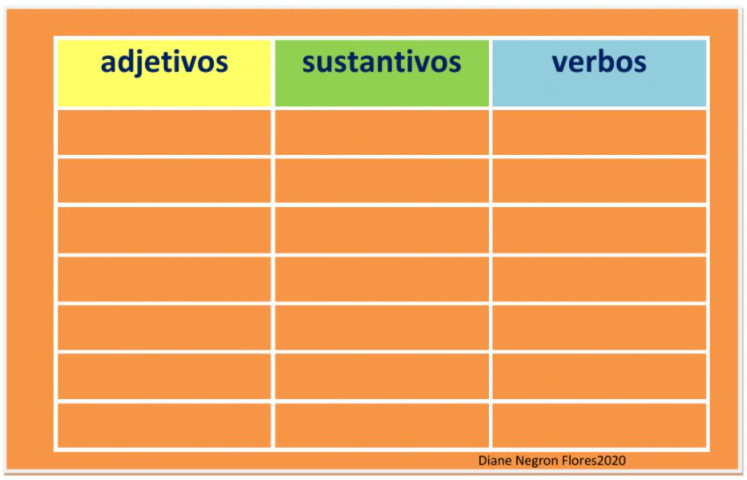 adjetivos sustantivos verbos
Diane Negron Flores2020